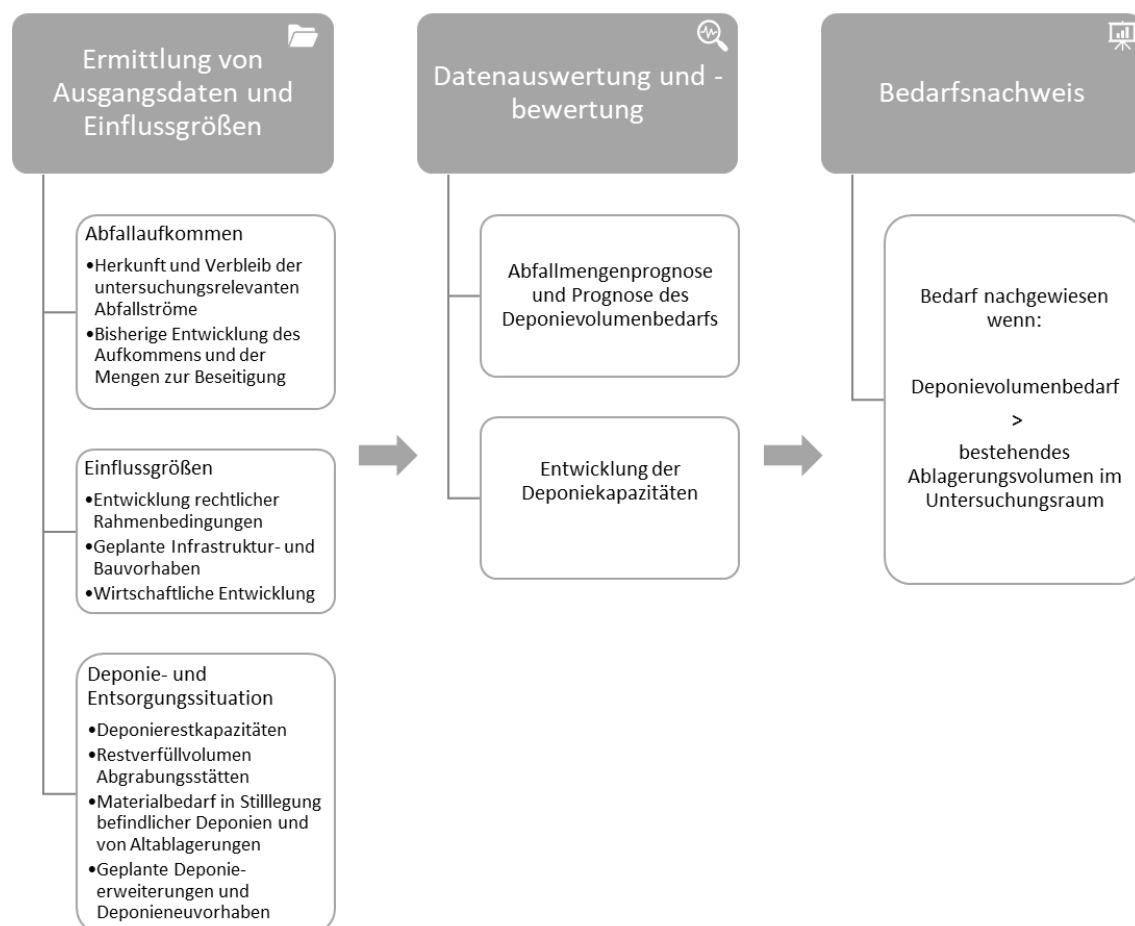 Ermittlung von
Ausgangsdaten und
Einflussgrößen
Abfallaufkommen
•Herkunft und Verbleib der
untersuchungsrelevanten
Abfallströme
•Bisherige Entwicklung des
Aufkommens und der
Mengen zur Beseitigung
Einflussgrößen
•Entwicklung rechtlicher
Rahmenbedingungen
•Geplante Infrastruktur- und
Bauvorhaben
•Wirtschaftliche Entwicklung
Deponie- und
Entsorgungssituation
•Deponierestkapazitäten
•Restverfüllvolumen
Abgrabungsstätten
•Materialbedarf in Stilllegung
befindlicher Deponien und
von Altablagerungen
•Geplante Deponie-
erweiterungen und
Deponieneuvorhaben
Datenauswertung und -
bewertung
Abfallmengenprognose
und Prognose des
Deponievolumenbedarfs
Entwicklung der
Deponiekapazitäten
Bedarfsnachweis
Bedarf nachgewiesen
wenn:
Deponievolumenbedarf
>
bestehendes
Ablagerungsvolumen im
Untersuchungsraum